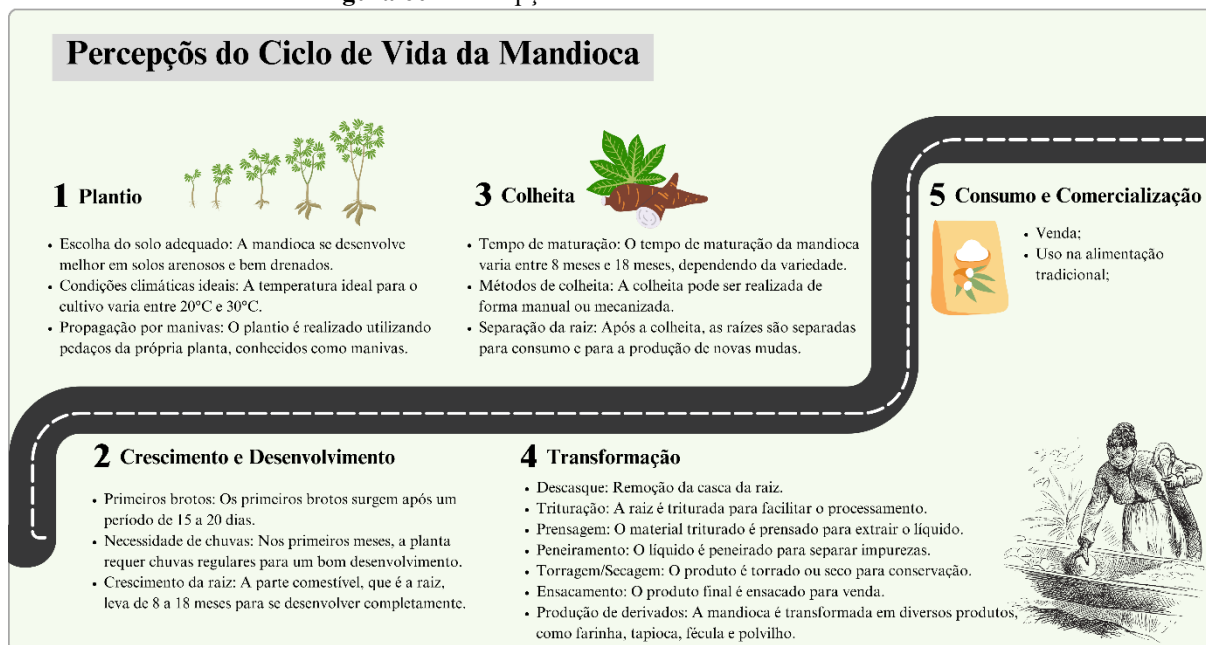 Percepçõs do Ciclo de Vida da Mandioca
1 Plantio
• Escolha do solo adequado: A mandioca se desenvolve
melhor em solos arenosos e bem drenados.
• Condições climáticas ideais: A temperatura ideal para o
cultivo varia entre 20°C e 30°C.
• Propagação por manivas: O plantio é realizado utilizando
pedaços da própria planta, conhecidos como manivas.
2 Crescimento e Desenvolvimento
• Primeiros brotos: Os primeiros brotos surgem após um
período de 15 a 20 dias.
• Necessidade de chuvas: Nos primeiros meses, a planta
requer chuvas regulares para um bom desenvolvimento.
• Crescimento da raiz: A parte comestível, que é a raiz,
leva de 8 a 18 meses para se desenvolver completamente.
3 Colheita
• Tempo de maturação: O tempo de maturação da mandioca
varia entre 8 meses e 18 meses, dependendo da variedade.
• Métodos de colheita: A colheita pode ser realizada de
forma manual ou mecanizada.
• Separação da raiz: Após a colheita, as raízes são separadas
para consumo e para a produção de novas mudas.
4 Transformação
• Descasque: Remoção da casca da raiz.
• Trituração: A raiz é triturada para facilitar o processamento.
• Prensagem: O material triturado é prensado para extrair o líquido.
• Peneiramento: O líquido é peneirado para separar impurezas.
• Torragem/Secagem: O produto é torrado ou seco para conservação.
• Ensacamento: O produto final é ensacado para venda.
• Produção de derivados: A mandioca é transformada em diversos produtos,
como farinha, tapioca, fécula e polvilho.
5 Consumo e Comercialização
• Venda;
• Uso na alimentação
tradicional;